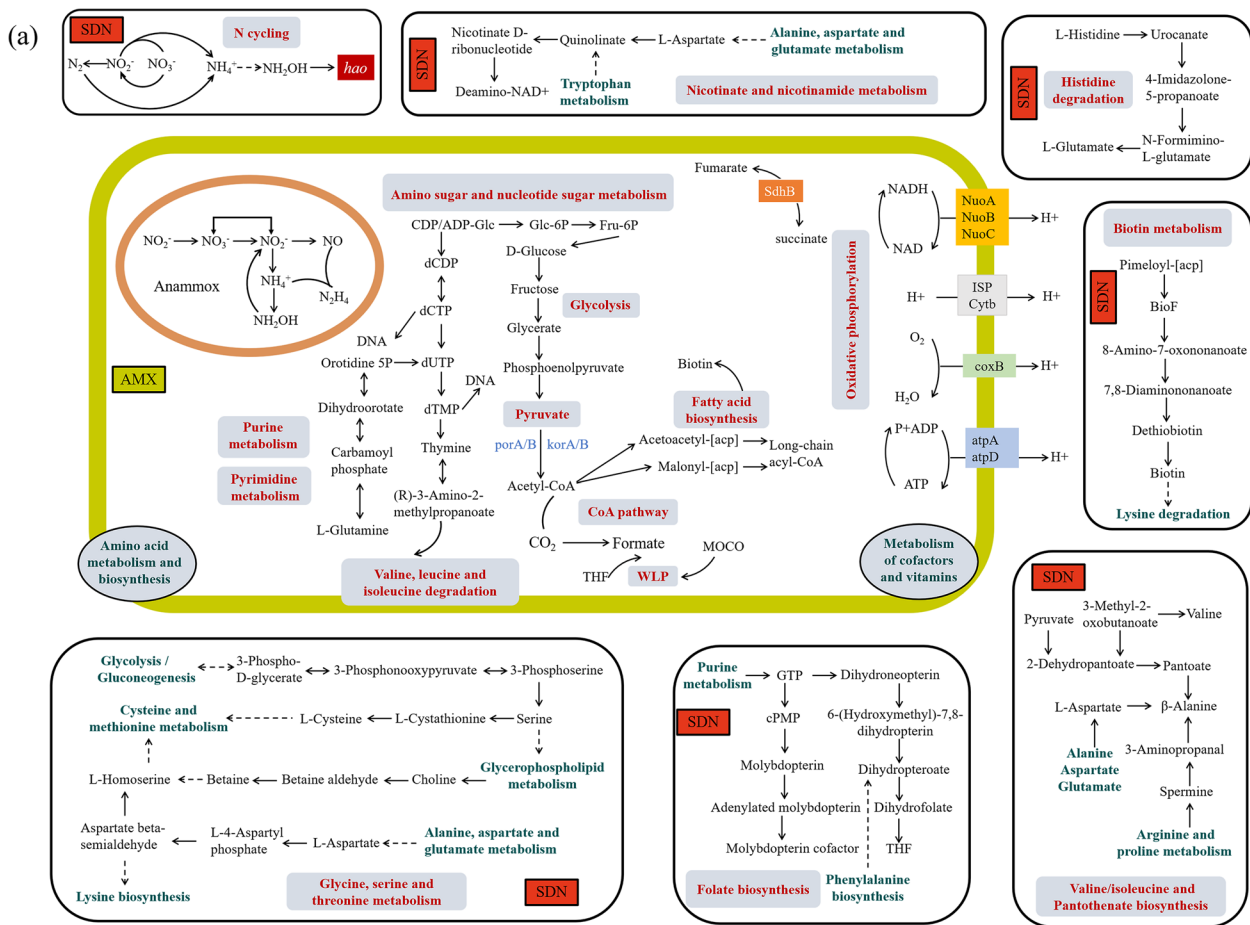 (a)
SDN
N cycling
N₂
NO₂⁻
NO₃⁻
NH₄⁺
NH₂OH
hao
SDN
Nicotinate D-
ribonucleotide
Quinolinate
L-Aspartate
Alanine, aspartate and
glutamate metabolism
Deamino-NAD+
Tryptophan
metabolism
Nicotinate and nicotinamide metabolism
L-Histidine
Urocanate
SDN
Histidine
degradation
4-Imidazolone-
5-propanoate
L-Glutamate
N-Formimino-
L-glutamate
AMX
NO₂⁻
NO₃⁻
NO₂⁻
NO
Anammox
NH₄⁺
N₂H₄
NH₂OH
Amino sugar and nucleotide sugar metabolism
CDP/ADP-Glc
Glc-6P
Fru-6P
dCDP
D-Glucose
dCTP
Fructose
Glycolysis
DNA
Glycerate
Orotidine 5P
dUTP
Phosphoenolpyruvate
DNA
Dihydroorotate
dTMP
Pyruvate
Purine
metabolism
Carbamoyl
phosphate
Thymine
porA/B
korA/B
Pyrimidine
metabolism
Acetyl-CoA
L-Glutamine
(R)-3-Amino-2-
methylpropanoate
Valine, leucine and
isoleucine degradation
Biotin
Fatty acid
biosynthesis
Acetoacetyl-[acp]
Malonyl-[acp]
Long-chain
acyl-CoA
CoA pathway
CO₂
Formate
MOCO
THF
WLP
Fumarate
SdhB
succinate
Oxidative phosphorylation
NADH
NAD
NuoA
NuoB
NuoC
H+
H+
ISP
Cytb
H+
O₂
H₂O
coxB
H+
P+ADP
ATP
atpA
atpD
H+
Amino acid
metabolism and
biosynthesis
Metabolism
of cofactors
and vitamins
Biotin metabolism
SDN
Pimeloyl-[acp]
BioF
8-Amino-7-oxononanoate
7,8-Diaminononanoate
Dethiobiotin
Biotin
Lysine degradation
Glycolysis /
Gluconeogenesis
3-Phospho-
D-glycerate
3-Phosphonooxypyruvate
3-Phosphoserine
Cysteine and
methionine metabolism
L-Cysteine
L-Cystathionine
Serine
L-Homoserine
Betaine
Betaine aldehyde
Choline
Glycerophospholipid
metabolism
Aspartate beta-
semialdehyde
L-4-Aspartyl
phosphate
L-Aspartate
Alanine, aspartate and
glutamate metabolism
Lysine biosynthesis
Glycine, serine and
threonine metabolism
SDN
Purine
metabolism
GTP
Dihydroneopterin
SDN
cPMP
6-(Hydroxymethyl)-7,8-
dihydropterin
Molybdopterin
Dihydropteroate
Adenylated molybdopterin
Dihydrofolate
Molybdopterin cofactor
THF
Folate biosynthesis
Phenylalanine
biosynthesis
SDN
Pyruvate
3-Methyl-2-
oxobutanoate
Valine
2-Dehydropantoate
Pantoate
L-Aspartate
β-Alanine
Alanine
Aspartate
Glutamate
3-Aminopropanal
Spermine
Arginine and
proline metabolism
Valine/isoleucine and
Pantothenate biosynthesis